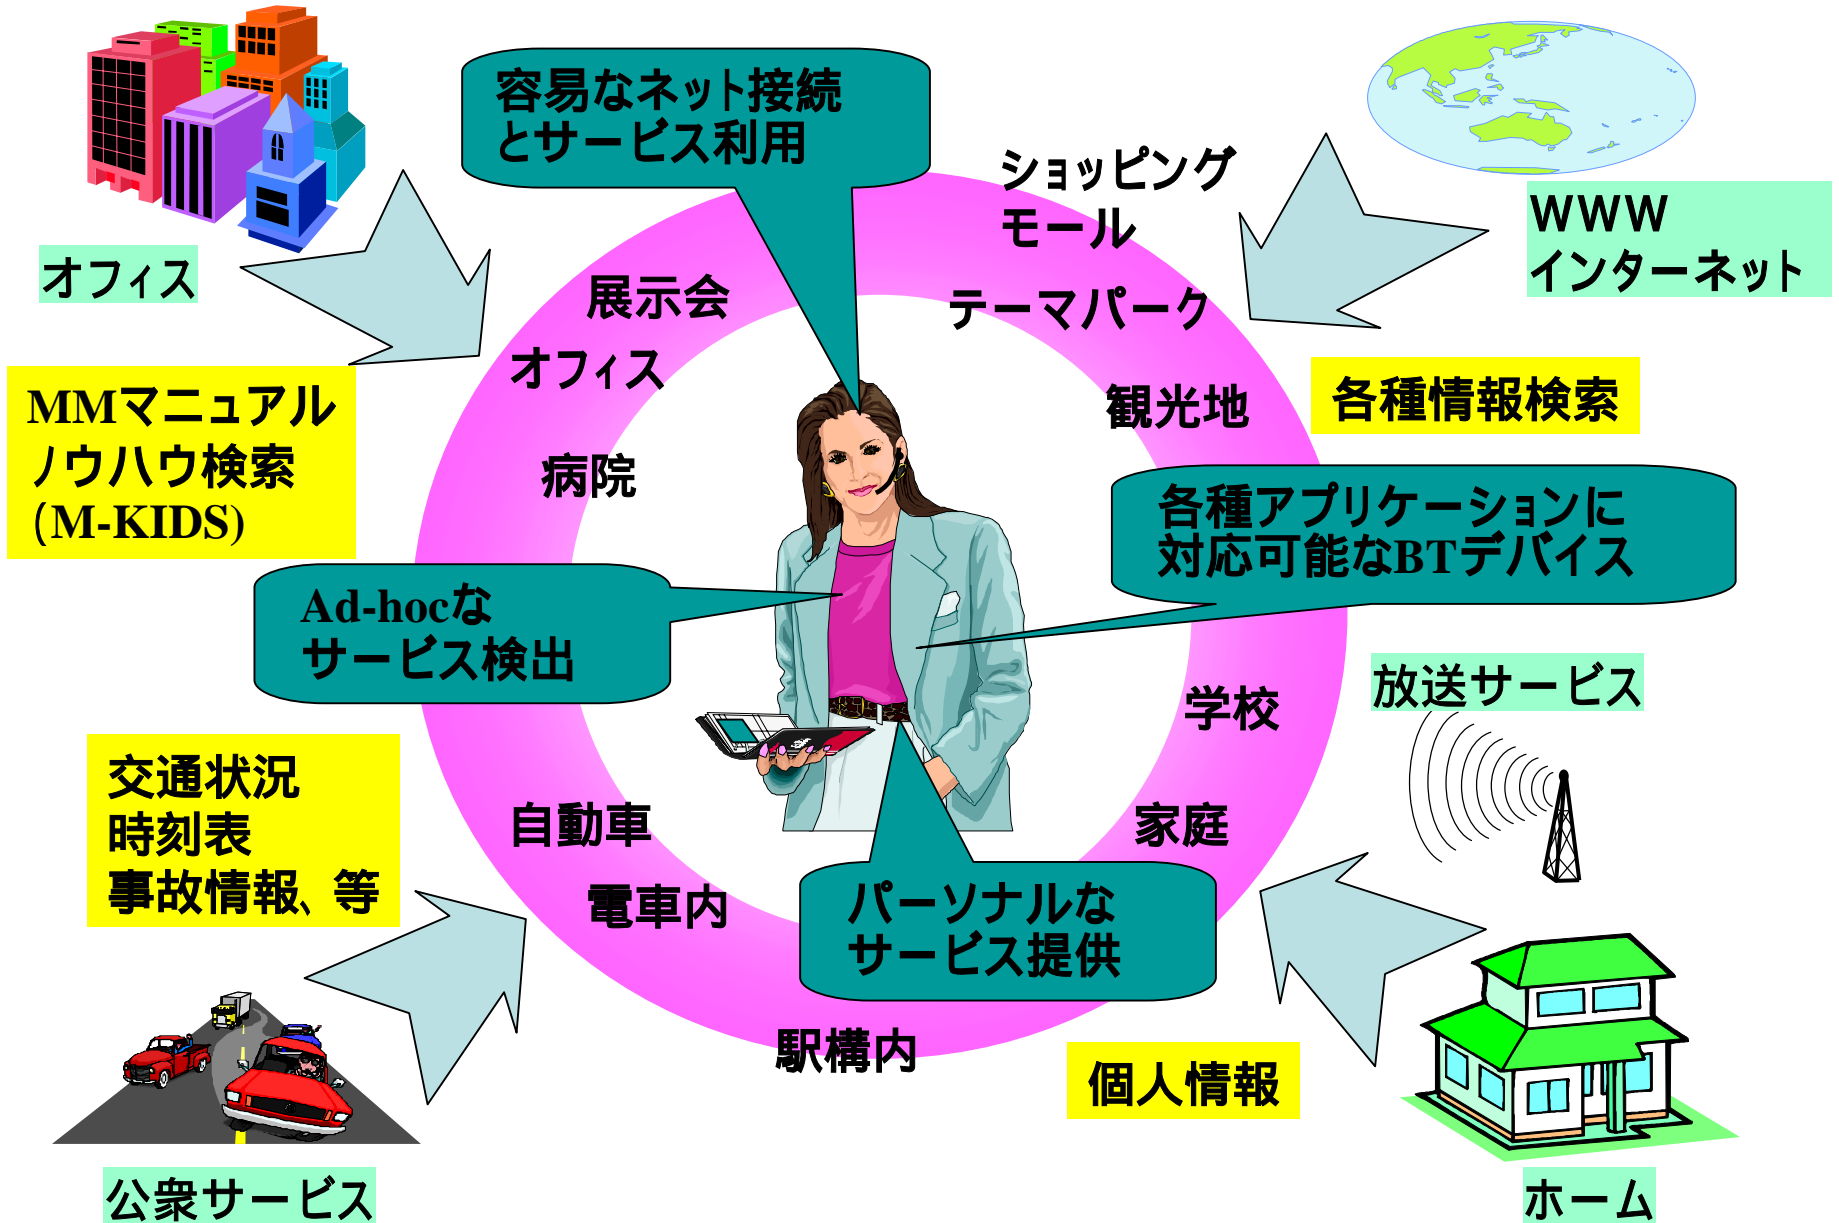 容易なネット接続
とサービス利用
ショッピング
モール
WWW
インターネット
オフィス
展示会
テーマパーク
オフィス
観光地
各種情報検索
MMマニュアル
ノウハウ検索
(M-KIDS)
病院
各種アプリケーションに
対応可能なBTデバイス
Ad-hocな
サービス検出
放送サービス
学校
交通状況
時刻表
事故情報、等
自動車
家庭
電車内
パーソナルな
サービス提供
駅構内
個人情報
公衆サービス
ホーム